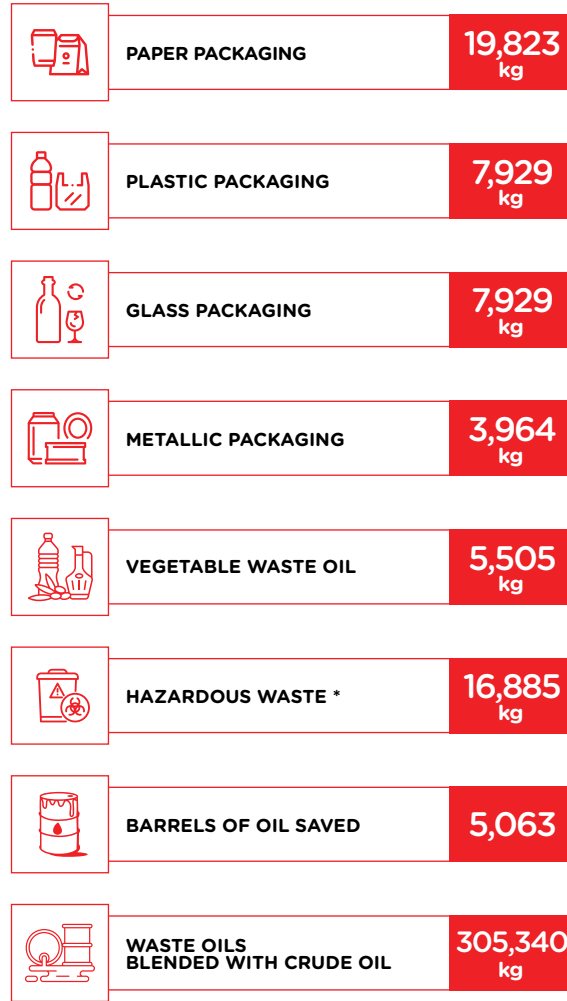 PAPER PACKAGING
19,823
kg
PLASTIC PACKAGING
7,929
kg
GLASS PACKAGING
7,929
kg
METALLIC PACKAGING
3,964
kg
VEGETABLE WASTE OIL
5,505
kg
HAZARDOUS WASTE *
16,885
kg
BARRELS OF OIL SAVED
5,063
WASTE OILS
BLENDED WITH CRUDE OIL
305,340
kg